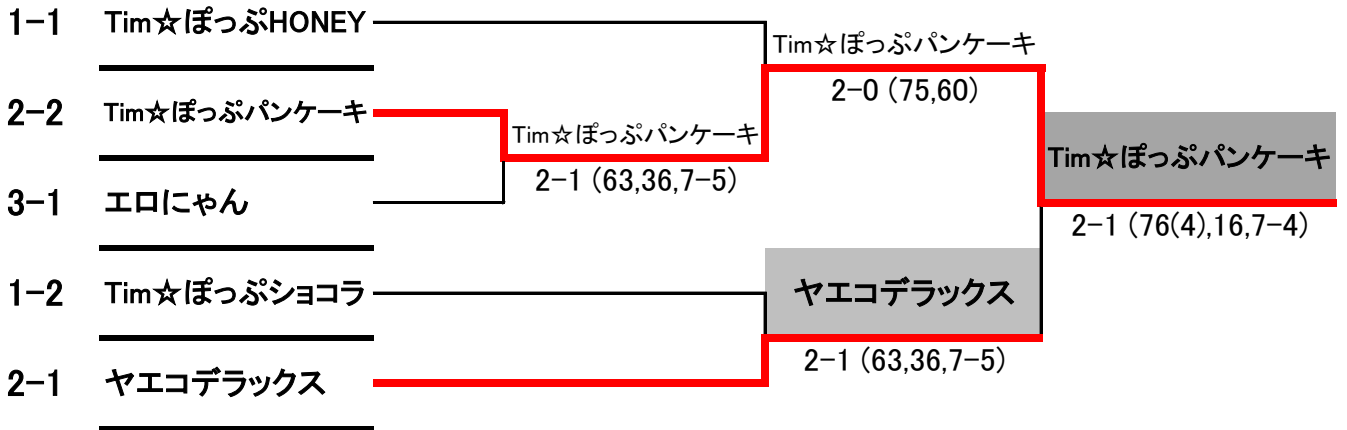 1-1 Tim☆ぽっぷHONEY
Tim☆ぽっぷパンケーキ
2-0 (75,60)
2-2 Tim☆ぽっぷパンケーキ
Tim☆ぽっぷパンケーキ
2-1 (63,36,7-5)
Tim☆ぽっぷパンケーキ
2-1 (76(4),16,7-4)
3-1 エロにゃん
1-2 Tim☆ぽっぷショコラ
ヤエコデラックス
2-1 (63,36,7-5)
2-1 ヤエコデラックス